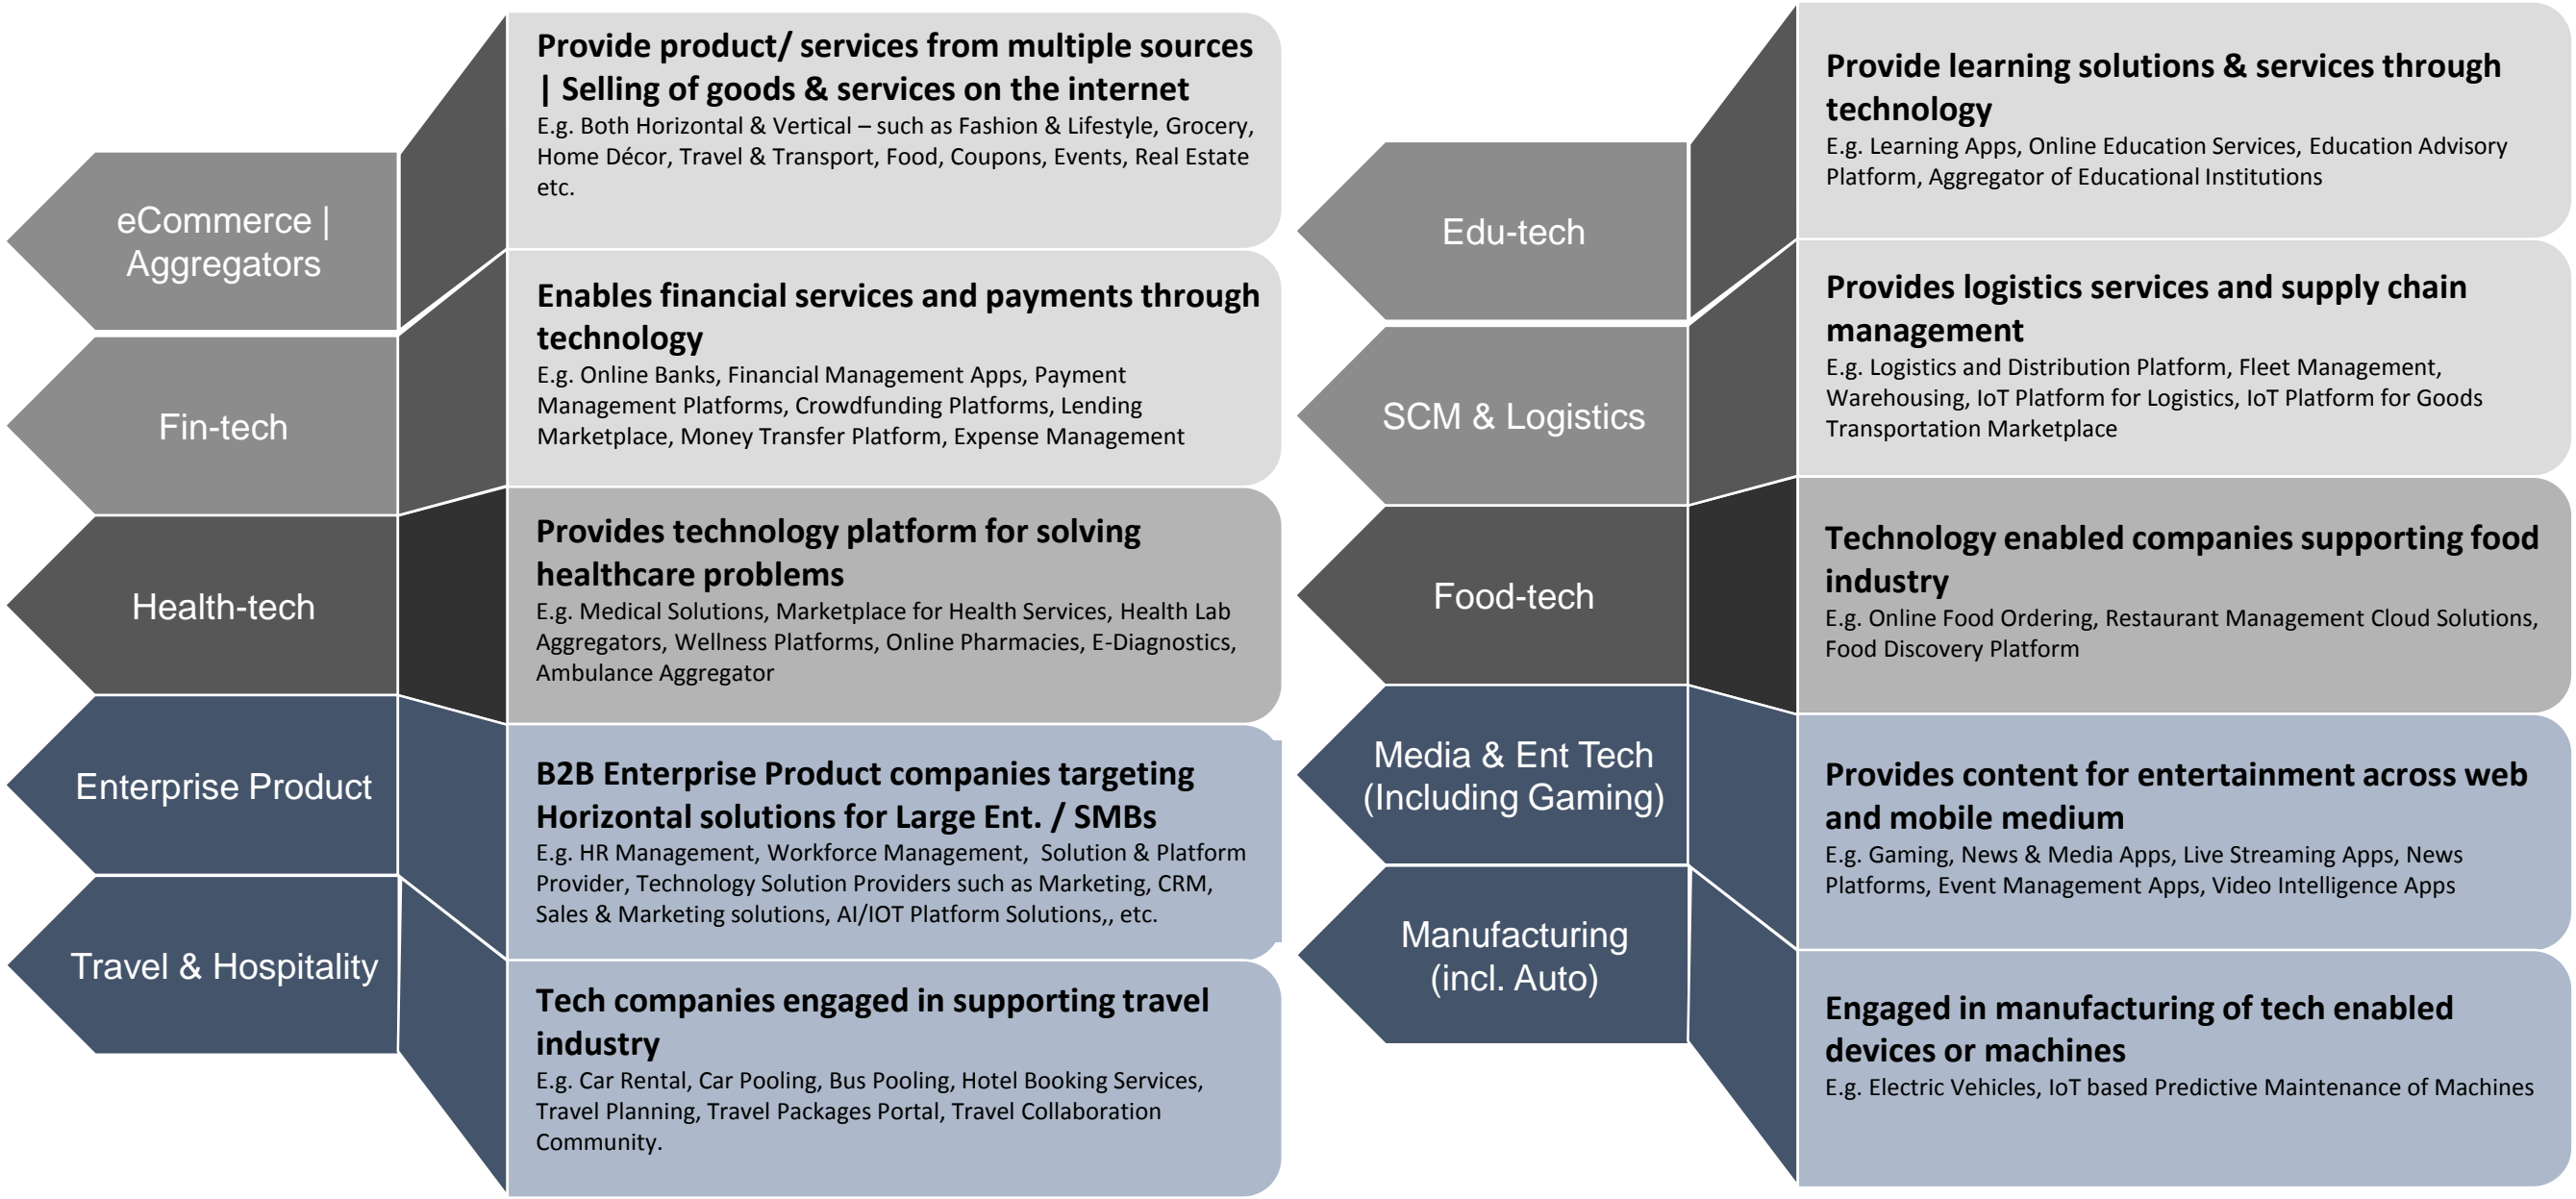 eCommerce |
Aggregators
Provide product/ services from multiple sources
| Selling of goods & services on the internet
E.g. Both Horizontal & Vertical – such as Fashion & Lifestyle, Grocery,
Home Décor, Travel & Transport, Food, Coupons, Events, Real Estate
etc.
Fin-tech
Enables financial services and payments through
technology
E.g. Online Banks, Financial Management Apps, Payment
Management Platforms, Crowdfunding Platforms, Lending
Marketplace, Money Transfer Platform, Expense Management
Health-tech
Provides technology platform for solving
healthcare problems
E.g. Medical Solutions, Marketplace for Health Services, Health Lab
Aggregators, Wellness Platforms, Online Pharmacies, E-Diagnostics,
Ambulance Aggregator
Enterprise Product
B2B Enterprise Product companies targeting
Horizontal solutions for Large Ent. / SMBs
E.g. HR Management, Workforce Management,  Solution & Platform
Provider, Technology Solution Providers such as Marketing, CRM,
Sales & Marketing solutions, AI/IOT Platform Solutions,, etc.
Travel & Hospitality
Tech companies engaged in supporting travel
industry
E.g. Car Rental, Car Pooling, Bus Pooling, Hotel Booking Services,
Travel Planning, Travel Packages Portal, Travel Collaboration
Community.
Edu-tech
Provide learning solutions & services through
technology
E.g. Learning Apps, Online Education Services, Education Advisory
Platform, Aggregator of Educational Institutions
SCM & Logistics
Provides logistics services and supply chain
management
E.g. Logistics and Distribution Platform, Fleet Management,
Warehousing, IoT Platform for Logistics, IoT Platform for Goods
Transportation Marketplace
Food-tech
Technology enabled companies supporting food
industry
E.g. Online Food Ordering, Restaurant Management Cloud Solutions,
Food Discovery Platform
Media & Ent Tech
(Including Gaming)
Provides content for entertainment across web
and mobile medium
E.g. Gaming, News & Media Apps, Live Streaming Apps, News
Platforms, Event Management Apps, Video Intelligence Apps
Manufacturing
(incl. Auto)
Engaged in manufacturing of tech enabled
devices or machines
E.g. Electric Vehicles, IoT based Predictive Maintenance of Machines